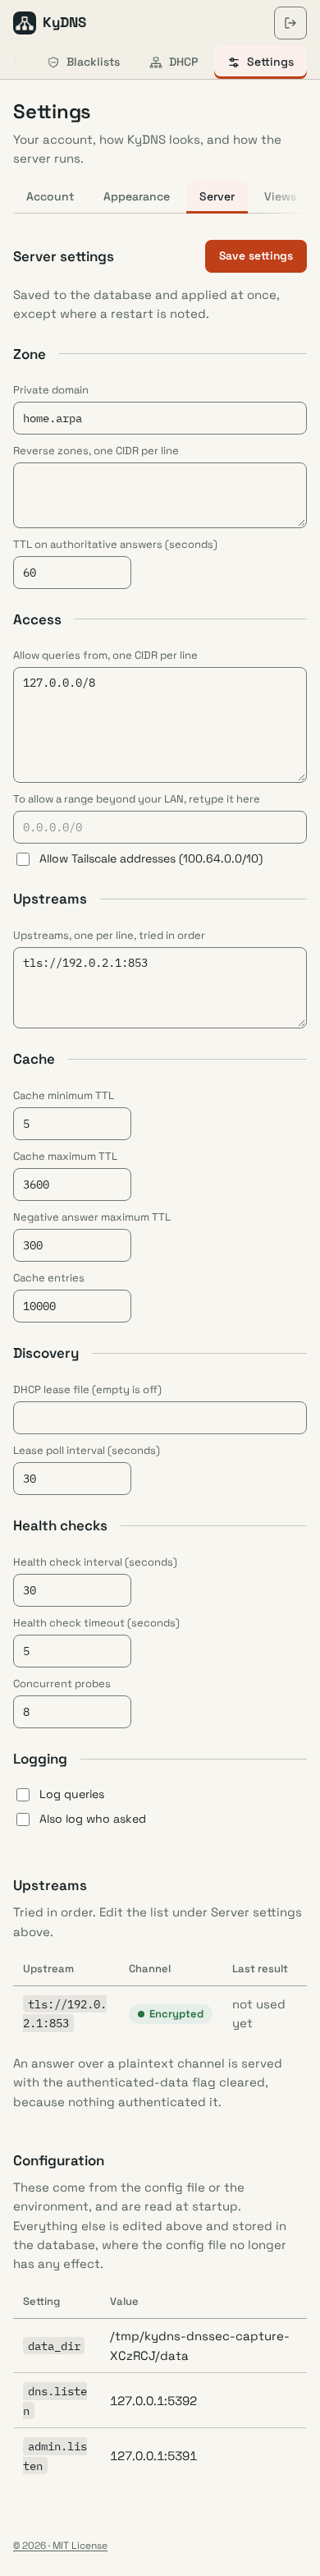 KyDNS
Blacklists DHCP Settings
Settings
Your account, how KyDNS looks, and how the
server runs.
Account Appearance Server Views
Server settings Save settings
Saved to the database and applied at once,
except where a restart is noted.
Zone
Private domain
home.arpa
Reverse zones, one CIDR per line
TTL on authoritative answers (seconds)
60
Access
Allow queries from, one CIDR per line
127.0.0.0/8
To allow a range beyond your LAN, retype it here
0.0.0.0/0
Allow Tailscale addresses (100.64.0.0/10)
Upstreams
Upstreams, one per line, tried in order
tls://192.0.2.1:853
Cache
Cache minimum TTL
5
Cache maximum TTL
3600
Negative answer maximum TTL
300
Cache entries
10000
Discovery
DHCP lease file (empty is off)
Lease poll interval (seconds)
30
Health checks
Health check interval (seconds)
30
Health check timeout (seconds)
5
Concurrent probes
8
Logging
Log queries
Also log who asked
Upstreams
Tried in order. Edit the list under Server settings
above.
Upstream Channel Last result
tls://192.0.
2.1:853
Encrypted
not used
yet
An answer over a plaintext channel is served
with the authenticated-data flag cleared,
because nothing authenticated it.
Configuration
These come from the config file or the
environment, and are read at startup.
Everything else is edited above and stored in
the database, where the config file no longer
has any effect.
Setting Value
data_dir
/tmp/kydns-dnssec-capture-
XCzRCJ/data
dns.liste
n
127.0.0.1:5392
admin.lis
ten
127.0.0.1:5391
© 2026 · MIT License